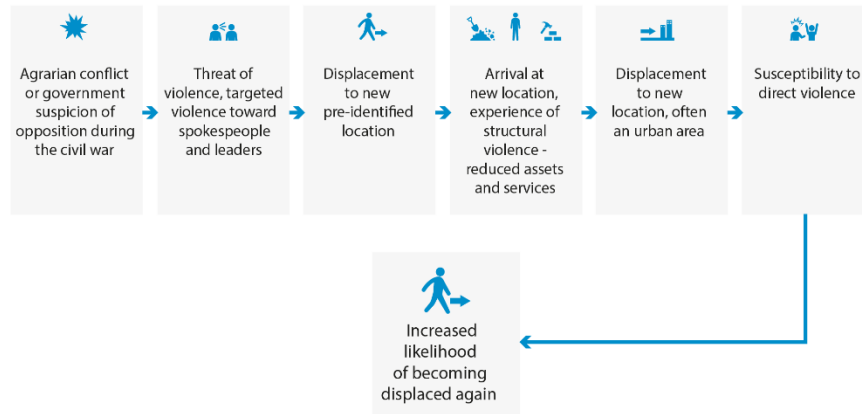 Agrarian conflict
or government
suspicion of
opposition during
the civil war
Threat of
violence, targeted
violence toward
spokespeople
and leaders
Displacement
to new
pre-identified
location
Arrival at
new location,
experience of
structural
violence -
reduced assets
and services
Displacement
to new
location, often
an urban area
Susceptibility to
direct violence
Increased
likelihood
of becoming
displaced again